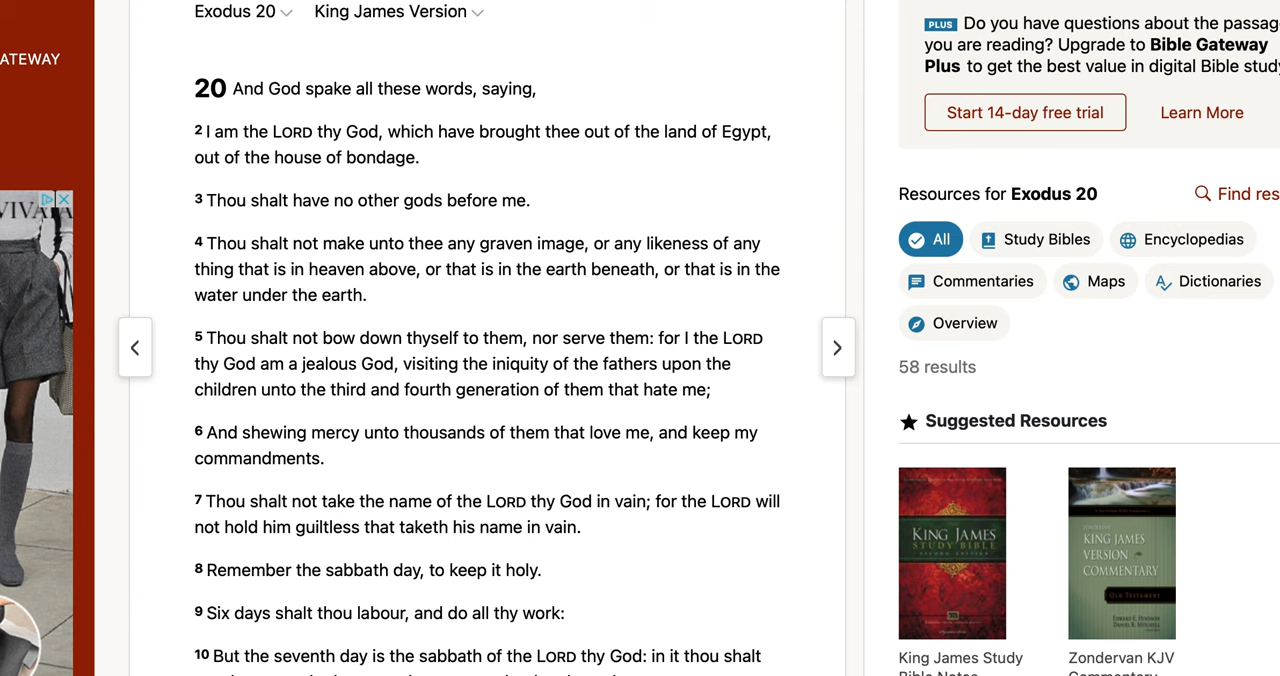 Exodus 20 King James Version
ATEWAY
20 And God spake all these words, saying,
2 I am the LORD thy God, which have brought thee out of the land of Egypt,
out of the house of bondage.
3 Thou shalt have no other gods before me.
4 Thou shalt not make unto thee any graven image, or any likeness of any
thing that is in heaven above, or that is in the earth beneath, or that is in the
water under the earth.
5 Thou shalt not bow down thyself to them, nor serve them: for I the LORD
thy God am a jealous God, visiting the iniquity of the fathers upon the
children unto the third and fourth generation of them that hate me;
6 And shewing mercy unto thousands of them that love me, and keep my
commandments.
7 Thou shalt not take the name of the LORD thy God in vain; for the LORD will
not hold him guiltless that taketh his name in vain.
8 Remember the sabbath day, to keep it holy.
9 Six days shalt thou labour, and do all thy work:
10 But the seventh day is the sabbath of the LORD thy God: in it thou shalt
PLUS Do you have questions about the passag
you are reading? Upgrade to Bible Gateway
Plus to get the best value in digital Bible study
Start 14-day free trial Learn More
Resources for Exodus 20 Find res
All Study Bibles Encyclopedias
Commentaries Maps Dictionaries
Overview
58 results
Suggested Resources
KING JAMES
STUDY BIBLE
SECOND EDITION
KING JAMES
VERSION
COMMENTARY
OLD TESTAMENT
King James Study
Bible Notes
Zondervan KJV
Commentary